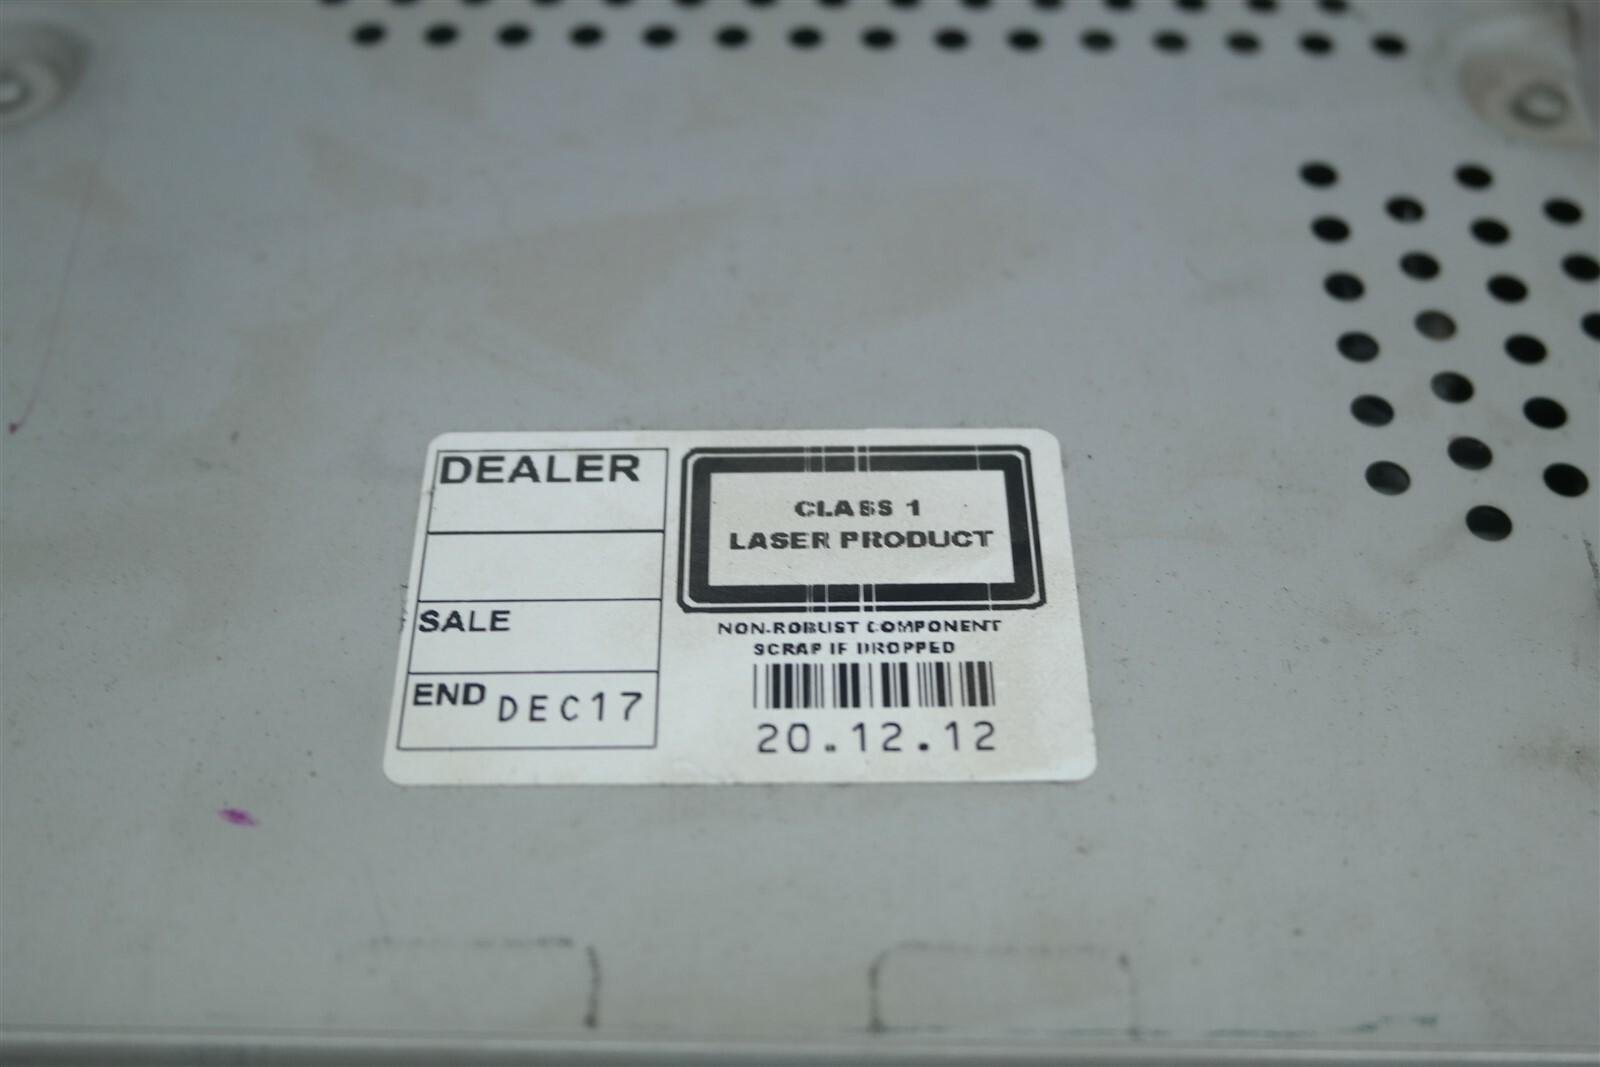 DEALER
SALE
END DEC17
CLASS 1
LASER PRODUCT
NON-ROBUST COMPONENT
SCRAP IF DROPPED
20.12.12